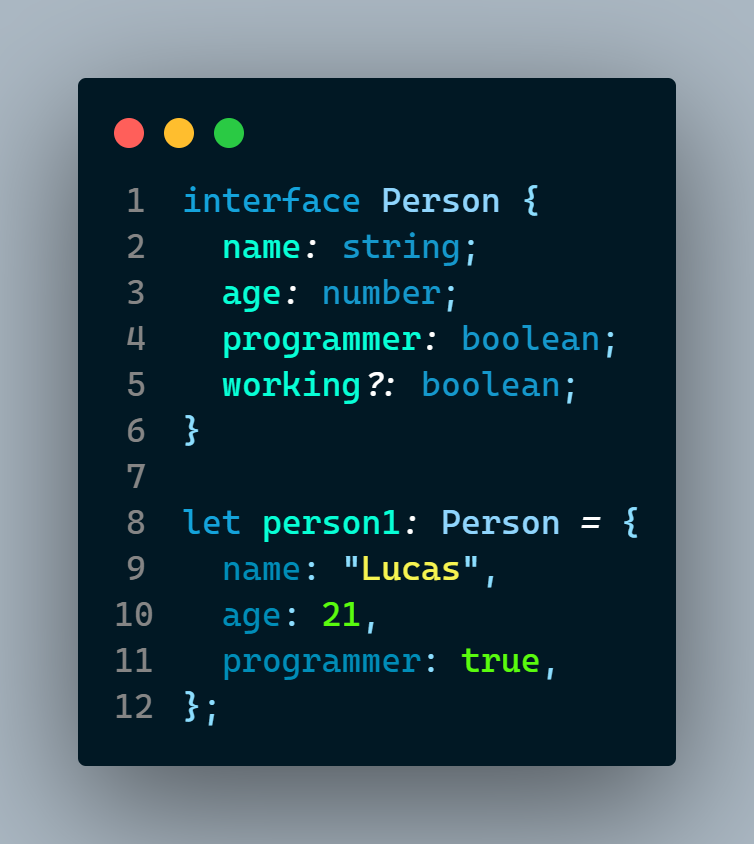 1 interface Person {
2   name: string;
3   age: number;
4   programmer: boolean;
5   working?: boolean;
6 }
7
8 let person1: Person = {
9   name: "Lucas",
10   age: 21,
11   programmer: true,
12 };